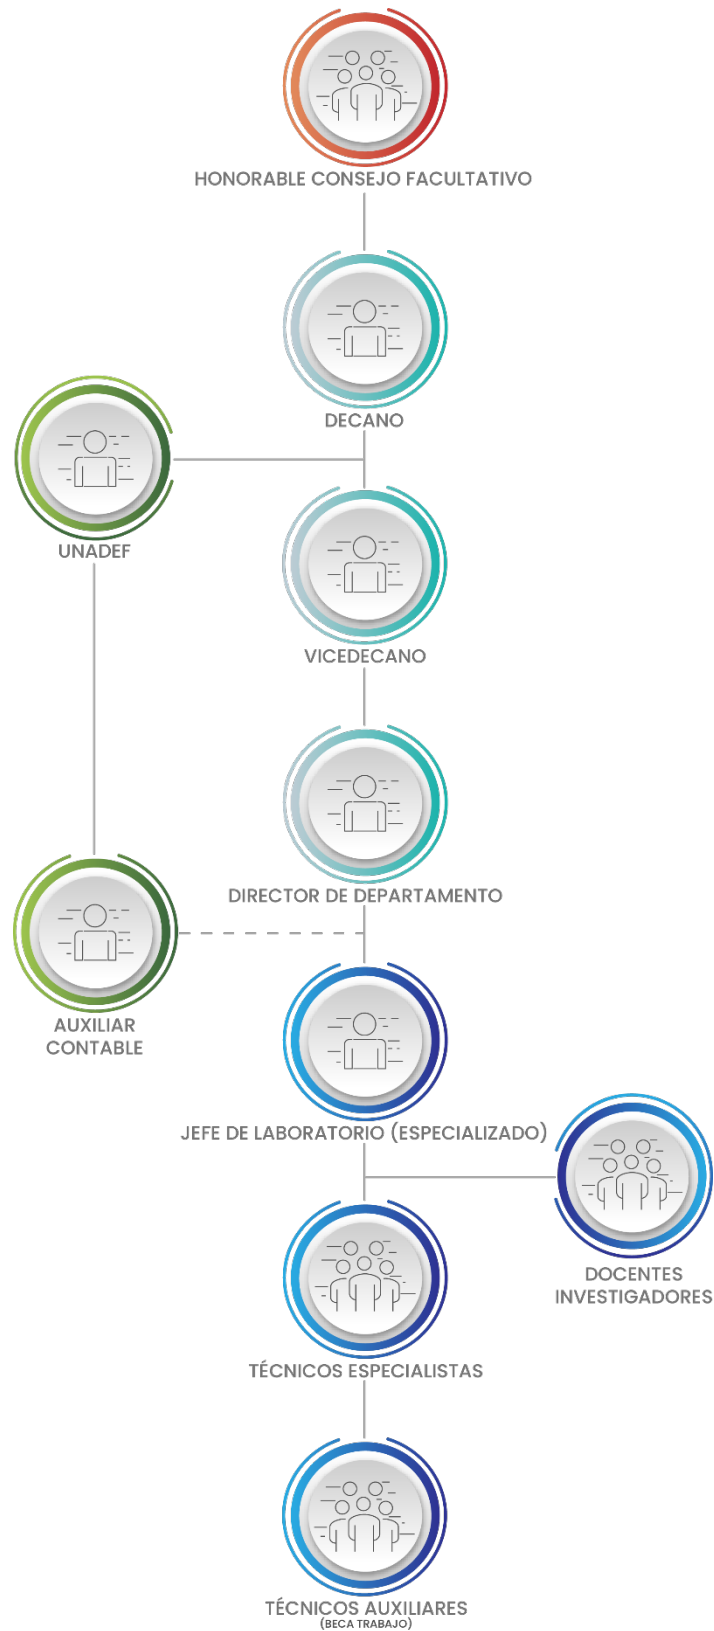 HONORABLE CONSEJO FACULTATIVO
DECANO
UNADEF
VICEDECANO
DIRECTOR DE DEPARTAMENTO
AUXILIAR
CONTABLE
JEFE DE LABORATORIO (ESPECIALIZADO)
DOCENTES
INVESTIGADORES
TÉCNICOS ESPECIALISTAS
TÉCNICOS AUXILIARES
(BECA TRABAJO)